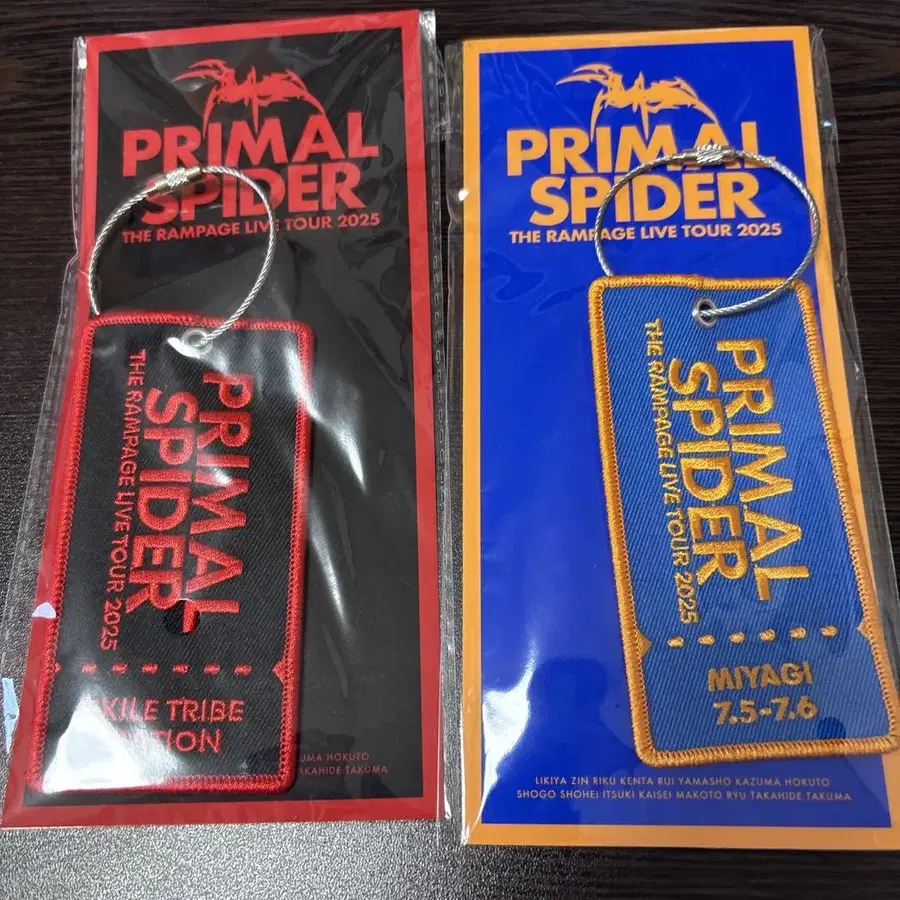 PRIMAL
SPIDER
THE RAMPAGE LIVE TOUR 2025
PRIMAL
SPIDER
THE RAMPAGE LIVE TOUR 2025
EXILE TRIBE
UMA HOKUTO
TAKAHIDE TAKUMA
PRIMAL
SPIDER
THE RAMPAGE LIVE TOUR 2025
PRIMAL
SPIDER
THE RAMPAGE LIVE TOUR 2025
MIYAGI
7.5-7.6
LIKIYA ZIN RIKU KENTA RUI YAMASHO KAZUMA HOKUTO
SHOGO SHOHEI ITSUKI KAISEI MAKOTO RYU TAKAHIDE TAKUMA